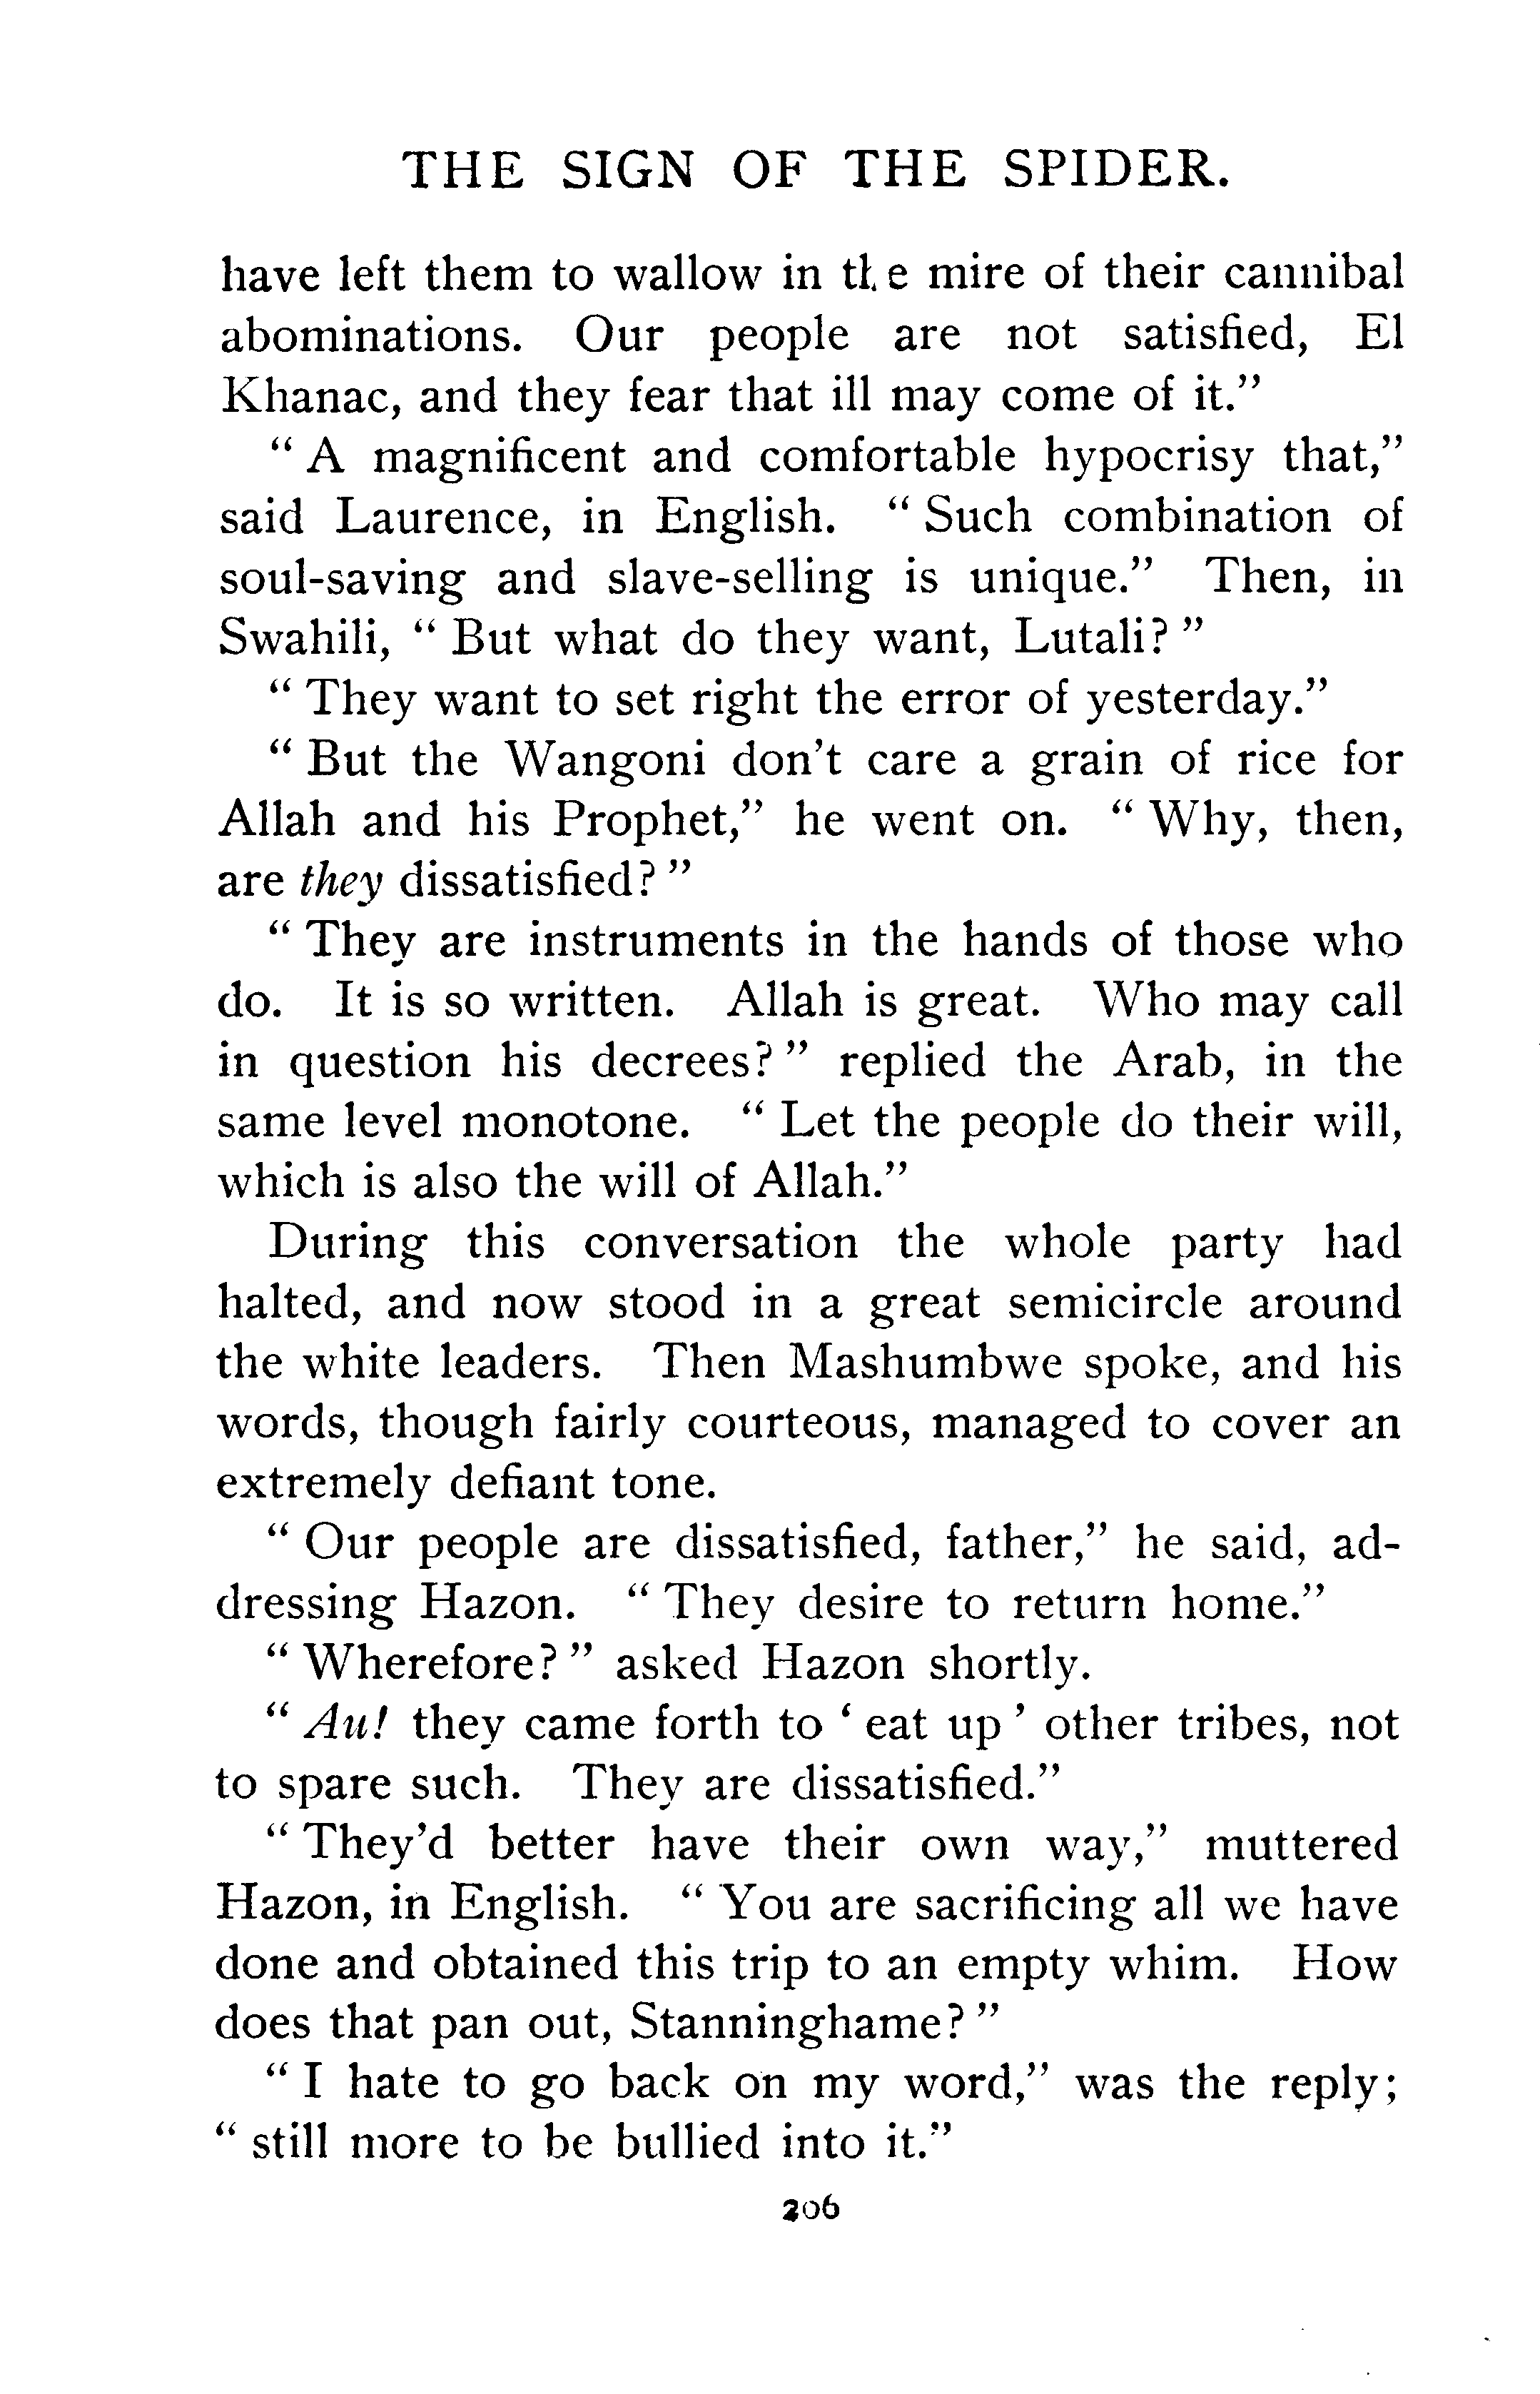 THE SIGN OF THE SPIDER.
have left them to wallow in the mire of their cannibal
abominations. Our people are not satisfied, El
Khanac, and they fear that ill may come of it.”
“ A magnificent and comfortable hypocrisy that,”
said Laurence, in English. “ Such combination of
soul-saving and slave-selling is unique.” Then, in
Swahili, “ But what do they want, Lutali? ”
“ They want to set right the error of yesterday.”
“ But the Wangoni don't care a grain of rice for
Allah and his Prophet,” he went on. “ Why, then,
are they dissatisfied? ”
“ They are instruments in the hands of those who
do. It is so written. Allah is great. Who may call
in question his decrees? ” replied the Arab, in the
same level monotone. “ Let the people do their will,
which is also the will of Allah.”
During this conversation the whole party had
halted, and now stood in a great semicircle around
the white leaders. Then Mashumbwe spoke, and his
words, though fairly courteous, managed to cover an
extremely defiant tone.
“ Our people are dissatisfied, father,” he said, ad-
dressing Hazon. “ They desire to return home.”
“ Wherefore? ” asked Hazon shortly.
“ Au! they came forth to ‘ eat up ’ other tribes, not
to spare such. They are dissatisfied.”
“ They’d better have their own way,” muttered
Hazon, in English. “ You are sacrificing all we have
done and obtained this trip to an empty whim. How
does that pan out, Stanninghame? ”
“ I hate to go back on my word,” was the reply;
“ still more to be bullied into it.”
206